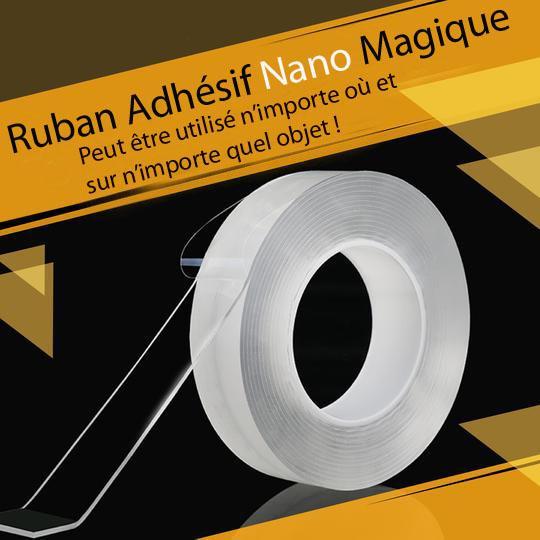 Ruban Adhésif Nano Magique
Peut être utilisé n'importe où et
sur n'importe quel objet !